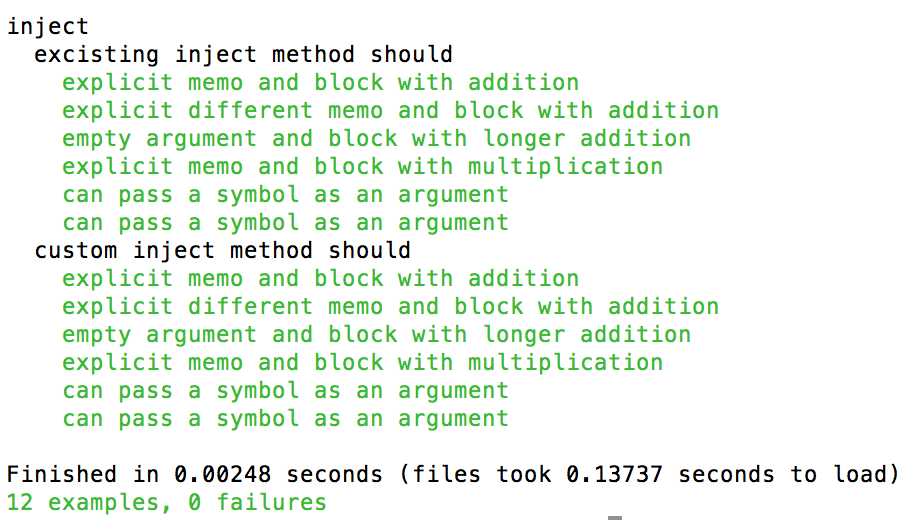 inject
excisting inject method should
explicit memo and block with addition
explicit different memo and block with addition
empty argument and block with longer addition
explicit memo and block with multiplication
can pass a symbol as an argument
can pass a symbol as an argument
custom inject method should
explicit memo and block with addition
explicit different memo and block with addition
empty argument and block with longer addition
explicit memo and block with multiplication
can pass a symbol as an argument
can pass a symbol as an argument
Finished in 0.00248 seconds (files took 0.13737 seconds to load)
12 examples, 0 failures